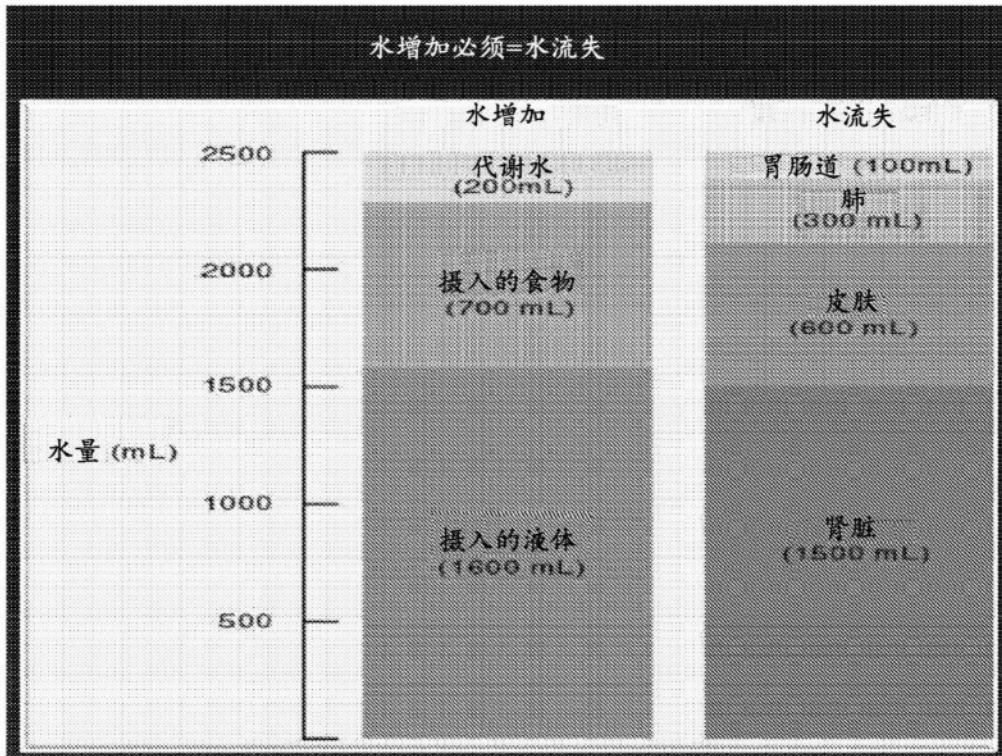 水增加必须=水流失
水增加
水流失
2500
代谢水
(200mL)
胃肠道 (100mL)
肺
(300 mL)
2000
摄入的食物
(700 mL)
皮肤
(600 mL)
1500
水量 (mL)
1000
摄入的液体
(1600 mL)
肾脏
(1500 mL)
500